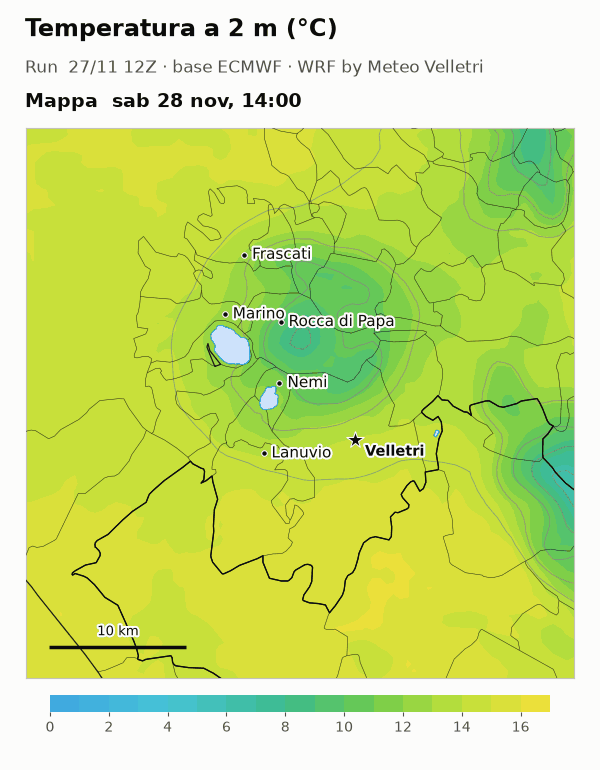 Temperatura a 2 m (°C)
Run  27/11 12Z · base ECMWF · WRF by Meteo Velletri
Mappa  sab 28 nov, 14:00
Frascati
Marino
Rocca di Papa
Nemi
Velletri
Lanuvio
10 km
0 2 4 6 8 10 12 14 16